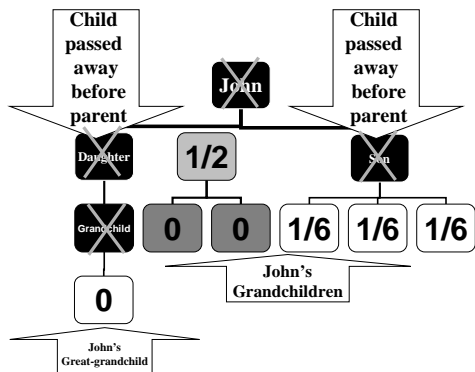 Child
passed
away
before
parent
John
Child
passed
away
before
parent
Daughter
1/2
Son
Grandchild
0
0
1/6
1/6
1/6
0
John's
Grandchildren
John's
Great-grandchild